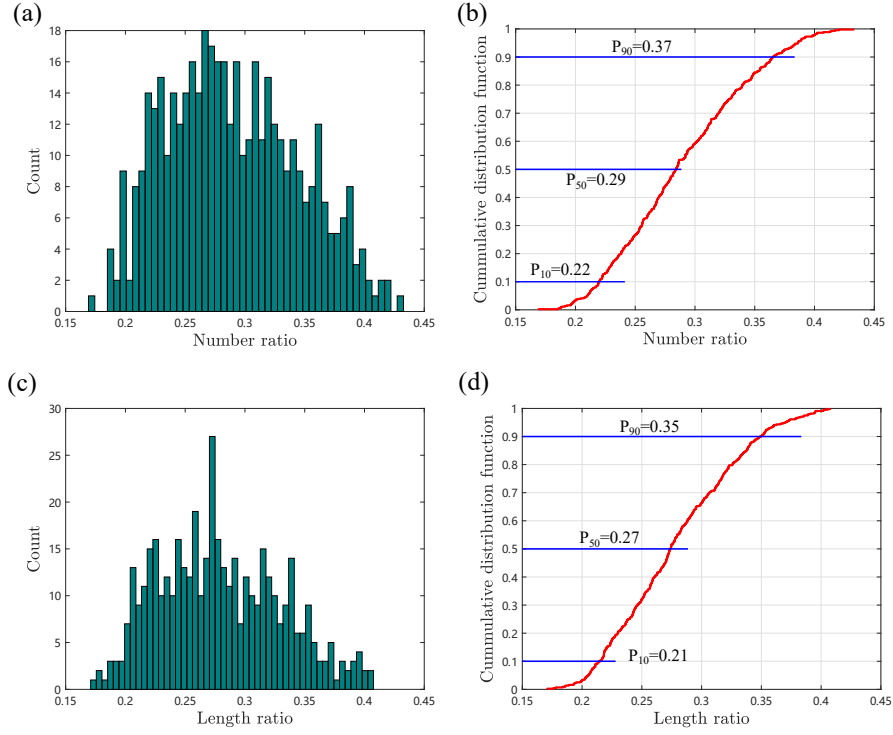 (a)
18
16
14
12
10
8
6
4
2
0
Count
0.15 0.2 0.25 0.3 0.35 0.4 0.45
Number ratio
(b)
1
0.9
0.8
0.7
0.6
0.5
0.4
0.3
0.2
0.1
0
Cummulative distribution function
P90=0.37
P50=0.29
P10=0.22
0.15 0.2 0.25 0.3 0.35 0.4 0.45
Number ratio
(c)
30
25
20
15
10
5
0
Count
0.15 0.2 0.25 0.3 0.35 0.4 0.45
Length ratio
(d)
1
0.9
0.8
0.7
0.6
0.5
0.4
0.3
0.2
0.1
0
Cummulative distribution function
P90=0.35
P50=0.27
P10=0.21
0.15 0.2 0.25 0.3 0.35 0.4 0.45
Length ratio